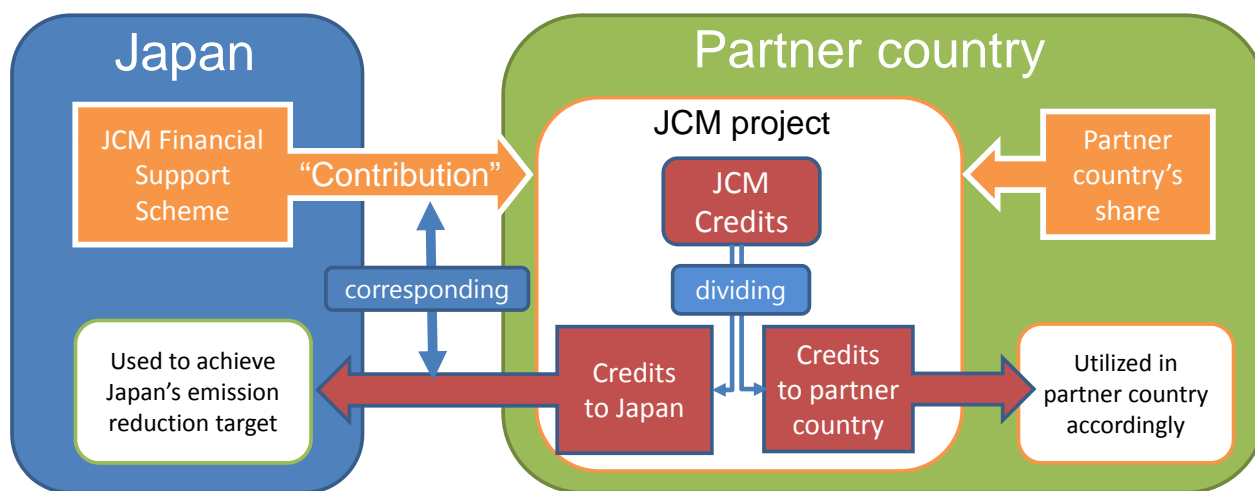 Japan
Partner country
JCM Financial
Support
Scheme
“Contribution”
JCM project
JCM
Credits
Partner
country’s
share
corresponding
dividing
Used to achieve
Japan’s emission
reduction target
Credits
to Japan
Credits
to partner
country
Utilized in
partner country
accordingly